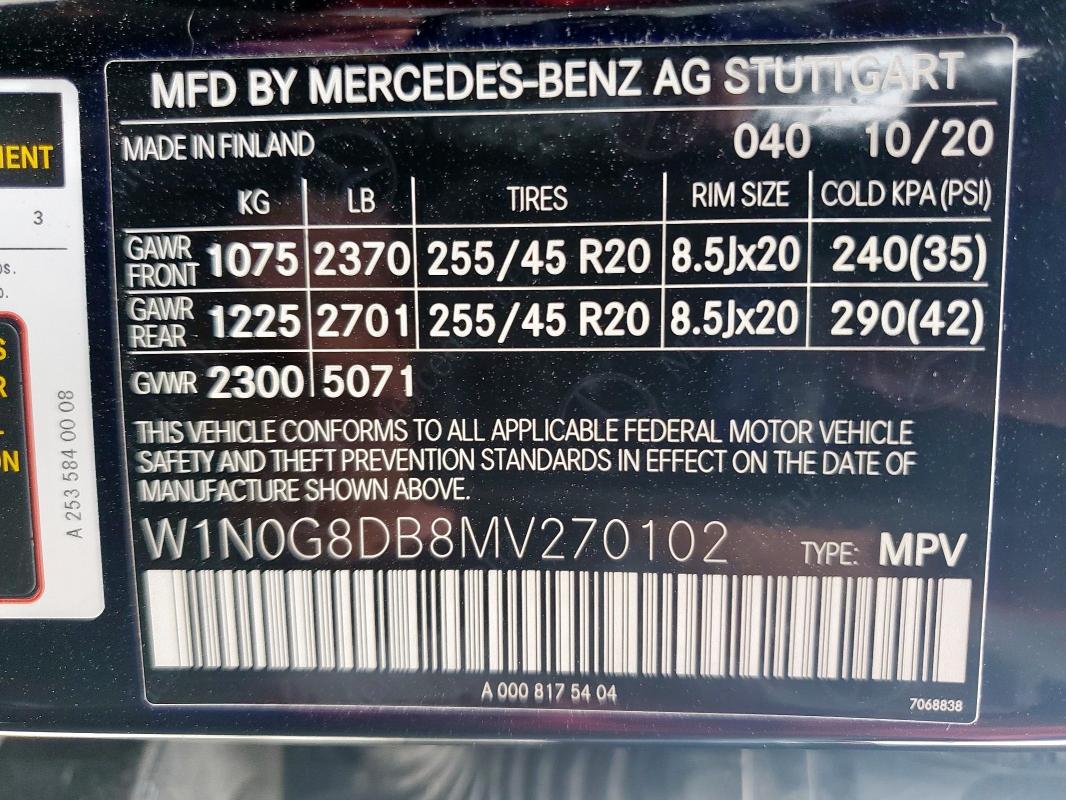 MFD BY MERCEDES-BENZ AG STUTTGART
MADE IN FINLAND 040 10/20
KG LB TIRES RIM SIZE COLD KPA (PSI)
GAWR FRONT 1075 2370 255/45 R20 8.5Jx20 240(35)
GAWR REAR 1225 2701 255/45 R20 8.5Jx20 290(42)
GVWR 2300 5071
THIS VEHICLE CONFORMS TO ALL APPLICABLE FEDERAL MOTOR VEHICLE
SAFETY AND THEFT PREVENTION STANDARDS IN EFFECT ON THE DATE OF
MANUFACTURE SHOWN ABOVE.
W1N0G8DB8MV270102 TYPE: MPV
A 000 817 54 04
7068838
3
A 253 584 00 08